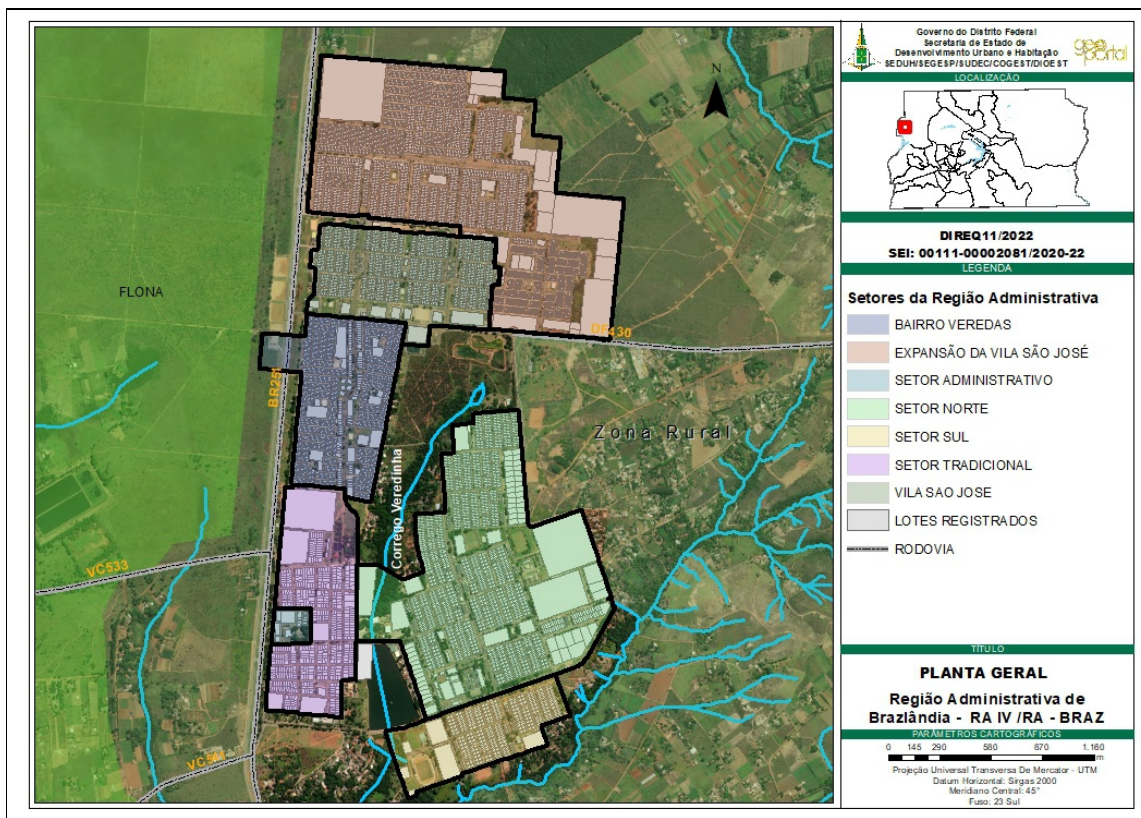 FLONA
BR251
DF430
Zona Rural
Corrego Veredinha
VC533
N
Governo do Distrito Federal
Secretaria de Estado de
Desenvolvimento Urbano e Habitação
SEDUH/SEGESP/SUDEC/COGEST/DIOEST
geo
portal
LOCALIZAÇÃO
DIREQ11/2022
SEI: 00111-00002081/2020-22
LEGENDA
Setores da Região Administrativa
BAIRRO VEREDAS
EXPANSÃO DA VILA SÃO JOSÉ
SETOR ADMINISTRATIVO
SETOR NORTE
SETOR SUL
SETOR TRADICIONAL
VILA SAO JOSE
LOTES REGISTRADOS
RODOVIA
TÍTULO
PLANTA GERAL
Região Administrativa de
Brazlândia - RA IV /RA - BRAZ
PARÂMETROS CARTOGRÁFICOS
0 145 290 580 870 1.160
m
Projeção Universal Transversa De Mercator - UTM
Datum Horizontal: Sirgas 2000
Meridiano Central: 45°
Fuso: 23 Sul